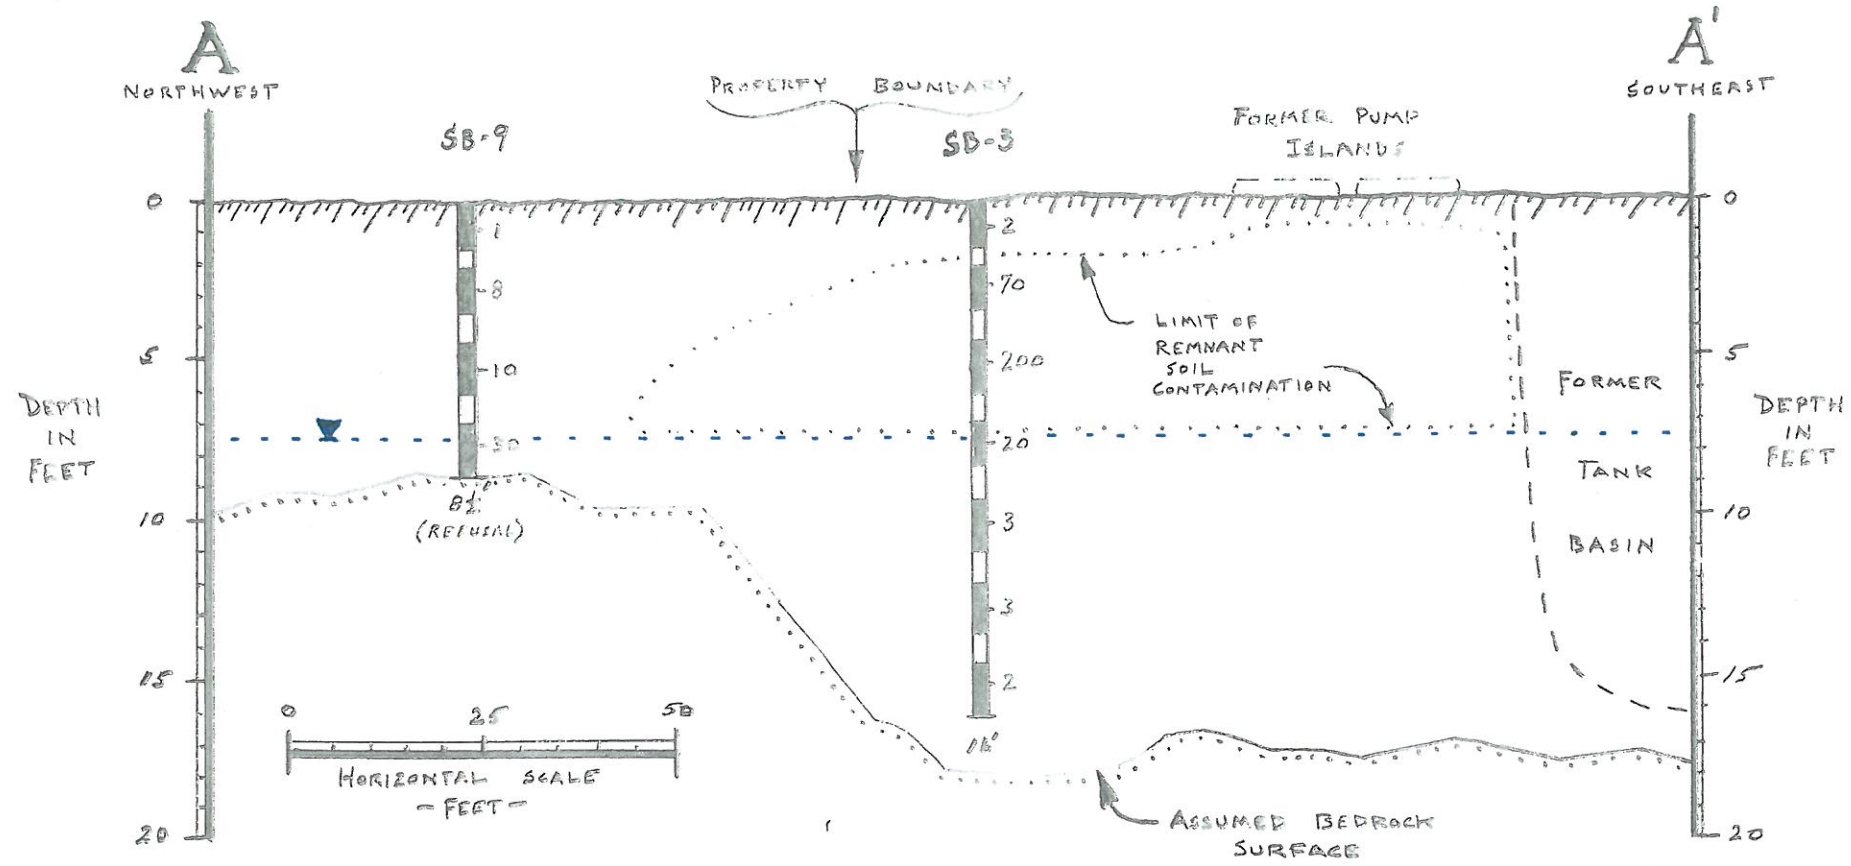 A
NORTHWEST
A'
SOUTHEAST
PROPERTY BOUNDARY
SB-9
SB-3
FORMER PUMP
ISLANDS
0
5
10
15
20
DEPTH
IN
FEET
1
8
10
30
8½
(REFUSAL)
2
70
200
20
3
3
2
16'
LIMIT OF
REMNANT
SOIL
CONTAMINATION
FORMER
TANK
BASIN
0
5
10
15
20
DEPTH
IN
FEET
0 25 50
HORIZONTAL SCALE
- FEET -
ASSUMED BEDROCK
SURFACE